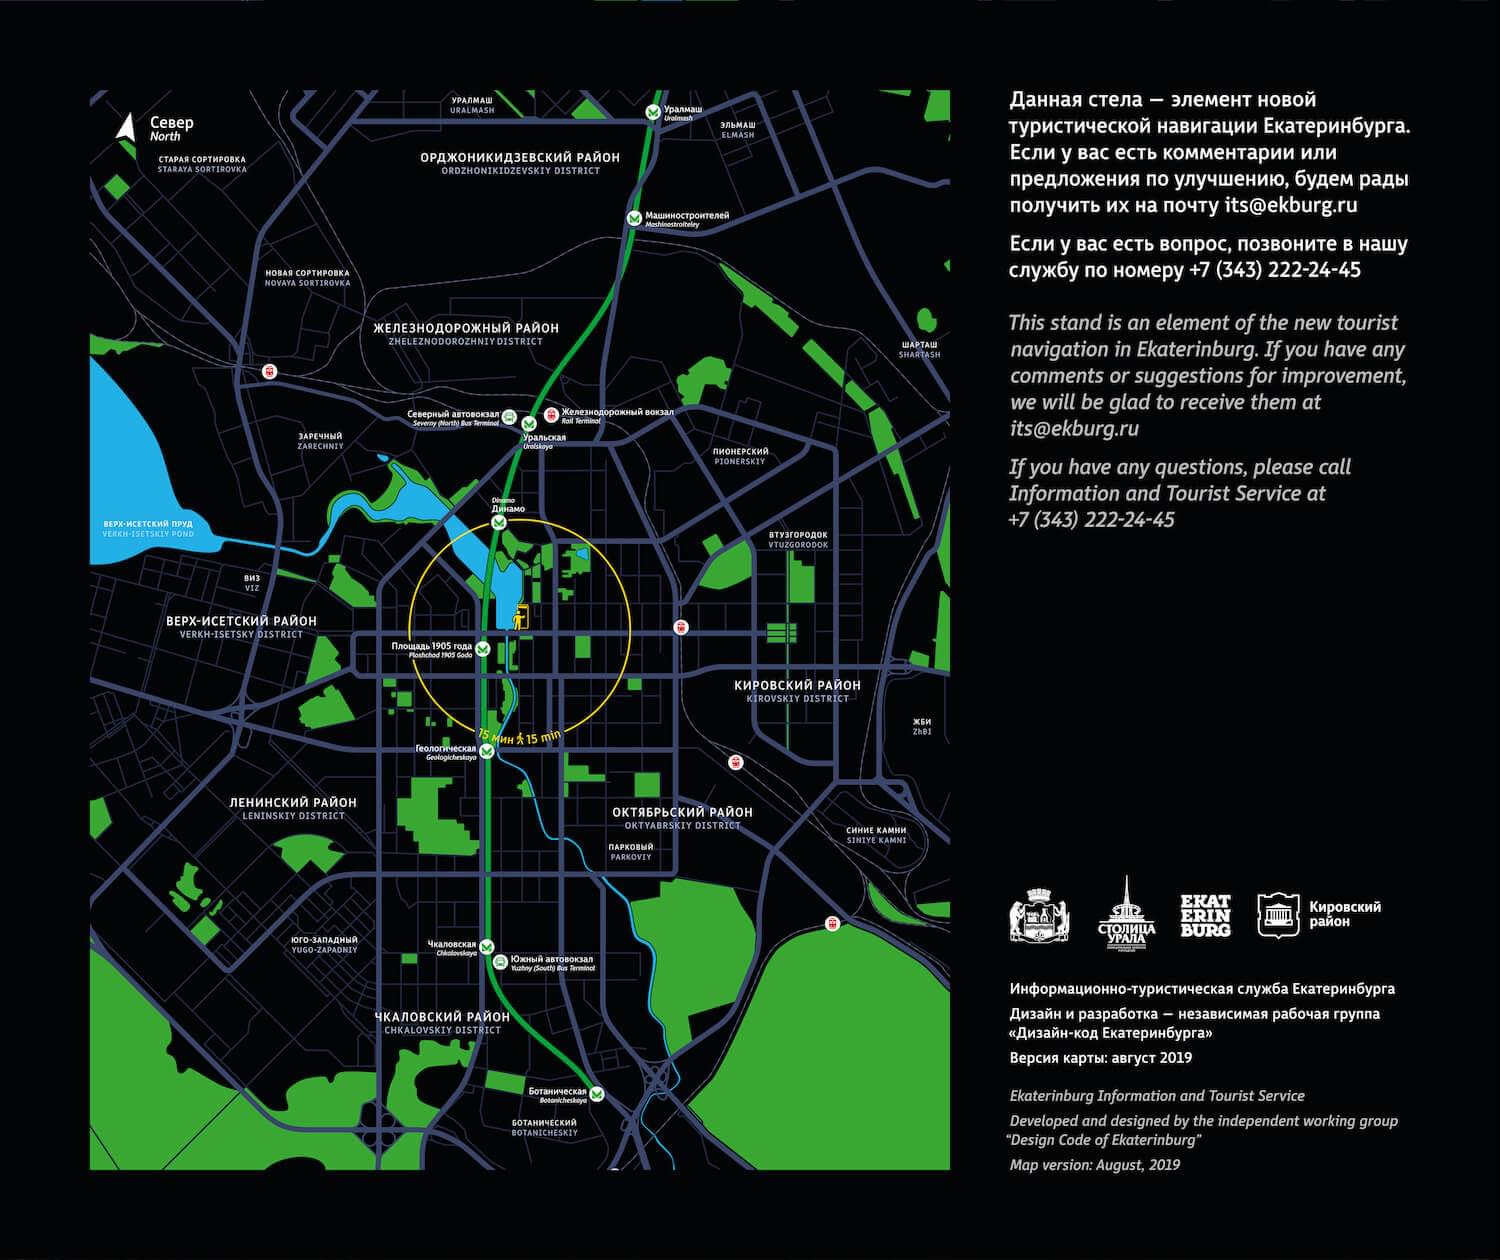 Север
North
СТАРАЯ СОРТИРОВКА
STARAYA SORTIROVKA
УРАЛМАШ
URALMASH
Уралмаш
Uralmash
ЭЛЬМАШ
ELMASH
ОРДЖОНИКИДЗЕВСКИЙ РАЙОН
ORDZHONIKIDZEVSKIY DISTRICT
Машиностроителей
Mashinostroiteley
НОВАЯ СОРТИРОВКА
NOVAYA SORTIROVKA
ЖЕЛЕЗНОДОРОЖНЫЙ РАЙОН
ZHELEZNODOROZHNIY DISTRICT
ШАРТАШ
SHARTASH
Северный автовокзал
Severny (North) Bus Terminal
Железнодорожный вокзал
Rail Terminal
Уральская
Uralskaya
ЗАРЕЧНЫЙ
ZARECHNIY
ПИОНЕРСКИЙ
PIONERSKIY
Dinamo
Динамо
ВЕРХ-ИСЕТСКИЙ ПРУД
VERKH-ISETSKIY POND
ВТУЗГОРОДОК
VTUZGORODOK
ВИЗ
VIZ
ВЕРХ-ИСЕТСКИЙ РАЙОН
VERKH-ISETSKY DISTRICT
Площадь 1905 года
Ploshchad 1905 Goda
КИРОВСКИЙ РАЙОН
KIROVSKIY DISTRICT
ЖБИ
ZhBI
15 мин 15 min
Геологическая
Geologicheskaya
ЛЕНИНСКИЙ РАЙОН
LENINSKIY DISTRICT
ОКТЯБРЬСКИЙ РАЙОН
OKTYABRSKIY DISTRICT
СИНИЕ КАМНИ
SINIYE KAMNI
ПАРКОВЫЙ
PARKOVIY
ЮГО-ЗАПАДНЫЙ
YUGO-ZAPADNIY
Чкаловская
Chkalovskaya
Южный автовокзал
Yuzhny (South) Bus Terminal
ЧКАЛОВСКИЙ РАЙОН
CHKALOVSKIY DISTRICT
Ботаническая
Botanicheskaya
БОТАНИЧЕСКИЙ
BOTANICHESKIY
Данная стела — элемент новой
туристической навигации Екатеринбурга.
Если у вас есть комментарии или
предложения по улучшению, будем рады
получить их на почту its@ekburg.ru
Если у вас есть вопрос, позвоните в нашу
службу по номеру +7 (343) 222-24-45
This stand is an element of the new tourist
navigation in Ekaterinburg. If you have any
comments or suggestions for improvement,
we will be glad to receive them at
its@ekburg.ru
If you have any questions, please call
Information and Tourist Service at
+7 (343) 222-24-45
СТОЛИЦА
УРАЛА
EKAT
ERIN
BURG
Кировский
район
Информационно-туристическая служба Екатеринбурга
Дизайн и разработка — независимая рабочая группа
«Дизайн-код Екатеринбурга»
Версия карты: август 2019
Ekaterinburg Information and Tourist Service
Developed and designed by the independent working group
“Design Code of Ekaterinburg”
Map version: August, 2019